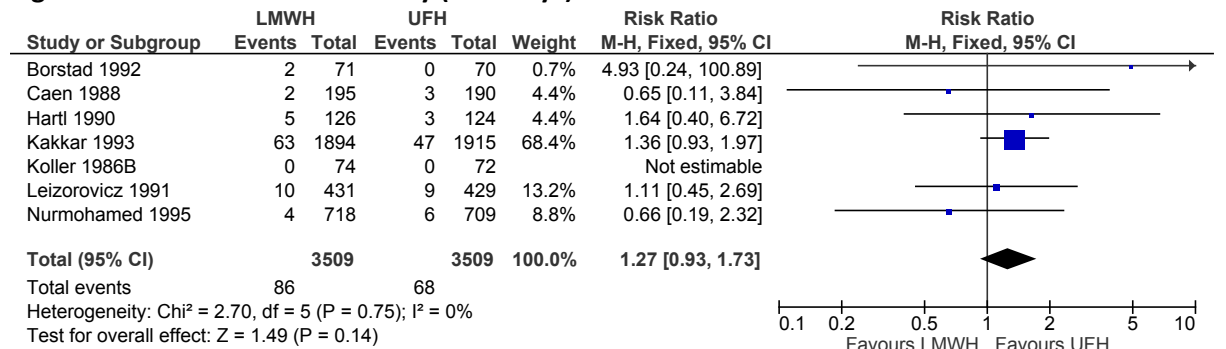 LMWH UFH Risk Ratio Risk Ratio
Study or Subgroup Events Total Events Total Weight M-H, Fixed, 95% CI M-H, Fixed, 95% CI
Borstad 1992 2 71 0 70 0.7% 4.93 [0.24, 100.89]
Caen 1988 2 195 3 190 4.4% 0.65 [0.11, 3.84]
Hartl 1990 5 126 3 124 4.4% 1.64 [0.40, 6.72]
Kakkar 1993 63 1894 47 1915 68.4% 1.36 [0.93, 1.97]
Koller 1986B 0 74 0 72 Not estimable
Leizorovicz 1991 10 431 9 429 13.2% 1.11 [0.45, 2.69]
Nurmohamed 1995 4 718 6 709 8.8% 0.66 [0.19, 2.32]
Total (95% CI) 3509 3509 100.0% 1.27 [0.93, 1.73]
Total events 86 68
Heterogeneity: Chi² = 2.70, df = 5 (P = 0.75); I² = 0%
Test for overall effect: Z = 1.49 (P = 0.14)
0.1 0.2 0.5 1 2 5 10
Favours LMWH Favours UFH